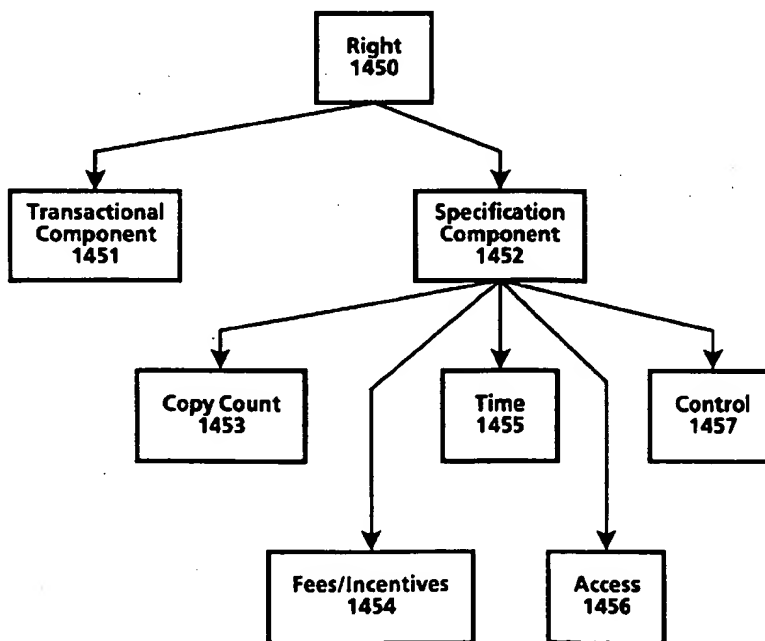 Right
1450
Transactional
Component
1451
Specification
Component
1452
Copy Count
1453
Time
1455
Control
1457
Fees/Incentives
1454
Access
1456